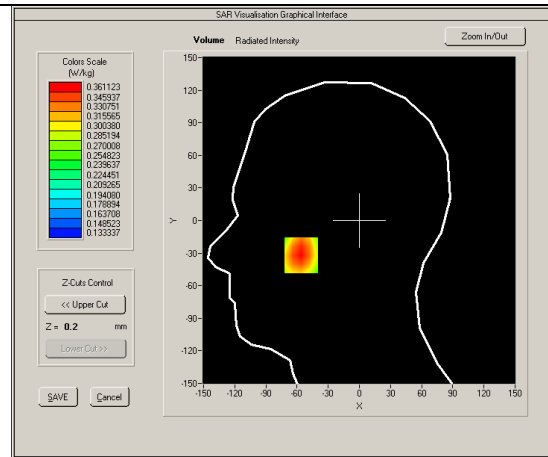 SAR Visualisation Graphical Interface
Volume Radiated Intensity
Zoom In/Out
Colors Scale
(W/kg)
0.361123
0.345937
0.330751
0.315565
0.300380
0.285194
0.270008
0.254823
0.239637
0.224451
0.209265
0.194080
0.178894
0.163708
0.148523
0.133337
Z-Cuts Control
<< Upper Cut
Z = 0.2 mm
Lower Cut >>
SAVE Cancel
150
120
90
60
30
0
-30
-60
-90
-120
-150
Y
-150 -120 -90 -60 -30 0 30 60 90 120 150
X